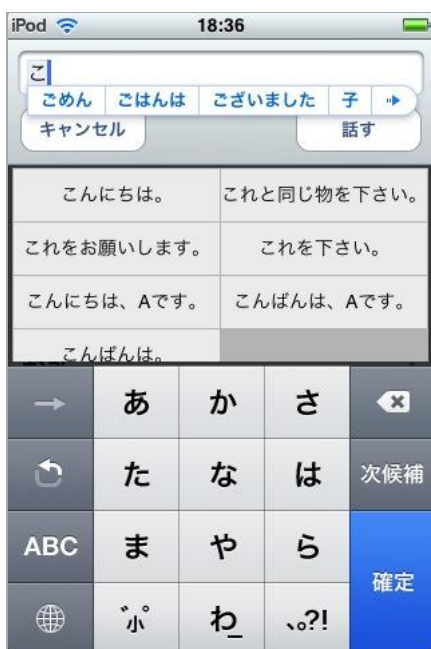 iPod 18:36
こ
ごめん ごはんは ございました 子
キャンセル 話す
こんにちは。 これと同じ物を下さい。
これをお願いします。 これを下さい。
こんにちは、Aです。 こんばんは、Aです。
こんばんは。
→ あ か さ
た な は 次候補
ABC ま や ら
確定
゛小゜ わ_ 、。?!